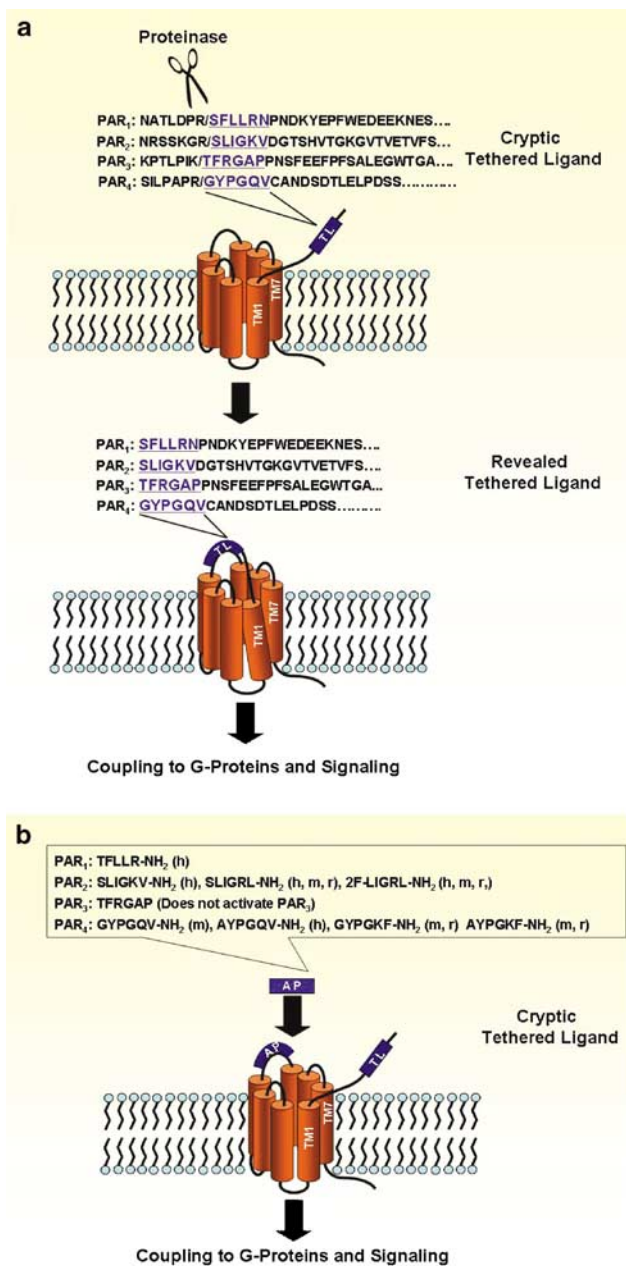 a
Proteinase
PAR1: NATLDPR/SFLLRNPNDKYEPFWEDEEKNES....
PAR2: NRSSKGR/SLIGKVDGTSHVTGKGVTVETVFS...
PAR3: KPTLPIK/TFRGAPPNSFEEFPFSALEGWTGA...
PAR4: SILPAPR/GYPGQVCANDSDTLELPDSS............
Cryptic
Tethered Ligand
TL
TM1
TM7
PAR1: SFLLRNPNDKYEPFWEDEEKNES....
PAR2: SLIGKVDGTSHVTGKGVTVETVFS....
PAR3: TFRGAPPNSFEEFPFSALEGWTGA...
PAR4: GYPGQVCANDSDTLELPDSS..........
Revealed
Tethered Ligand
TL
TM1
TM7
Coupling to G-Proteins and Signaling
b
PAR1: TFLLR-NH2 (h)
PAR2: SLIGKV-NH2 (h), SLIGRL-NH2 (h, m, r), 2F-LIGRL-NH2 (h, m, r,)
PAR3: TFRGAP (Does not activate PAR3)
PAR4: GYPGQV-NH2 (m), AYPGQV-NH2 (h), GYPGKF-NH2 (m, r) AYPGKF-NH2 (m, r)
AP
Cryptic
Tethered Ligand
AP
TL
TM1
TM7
Coupling to G-Proteins and Signaling